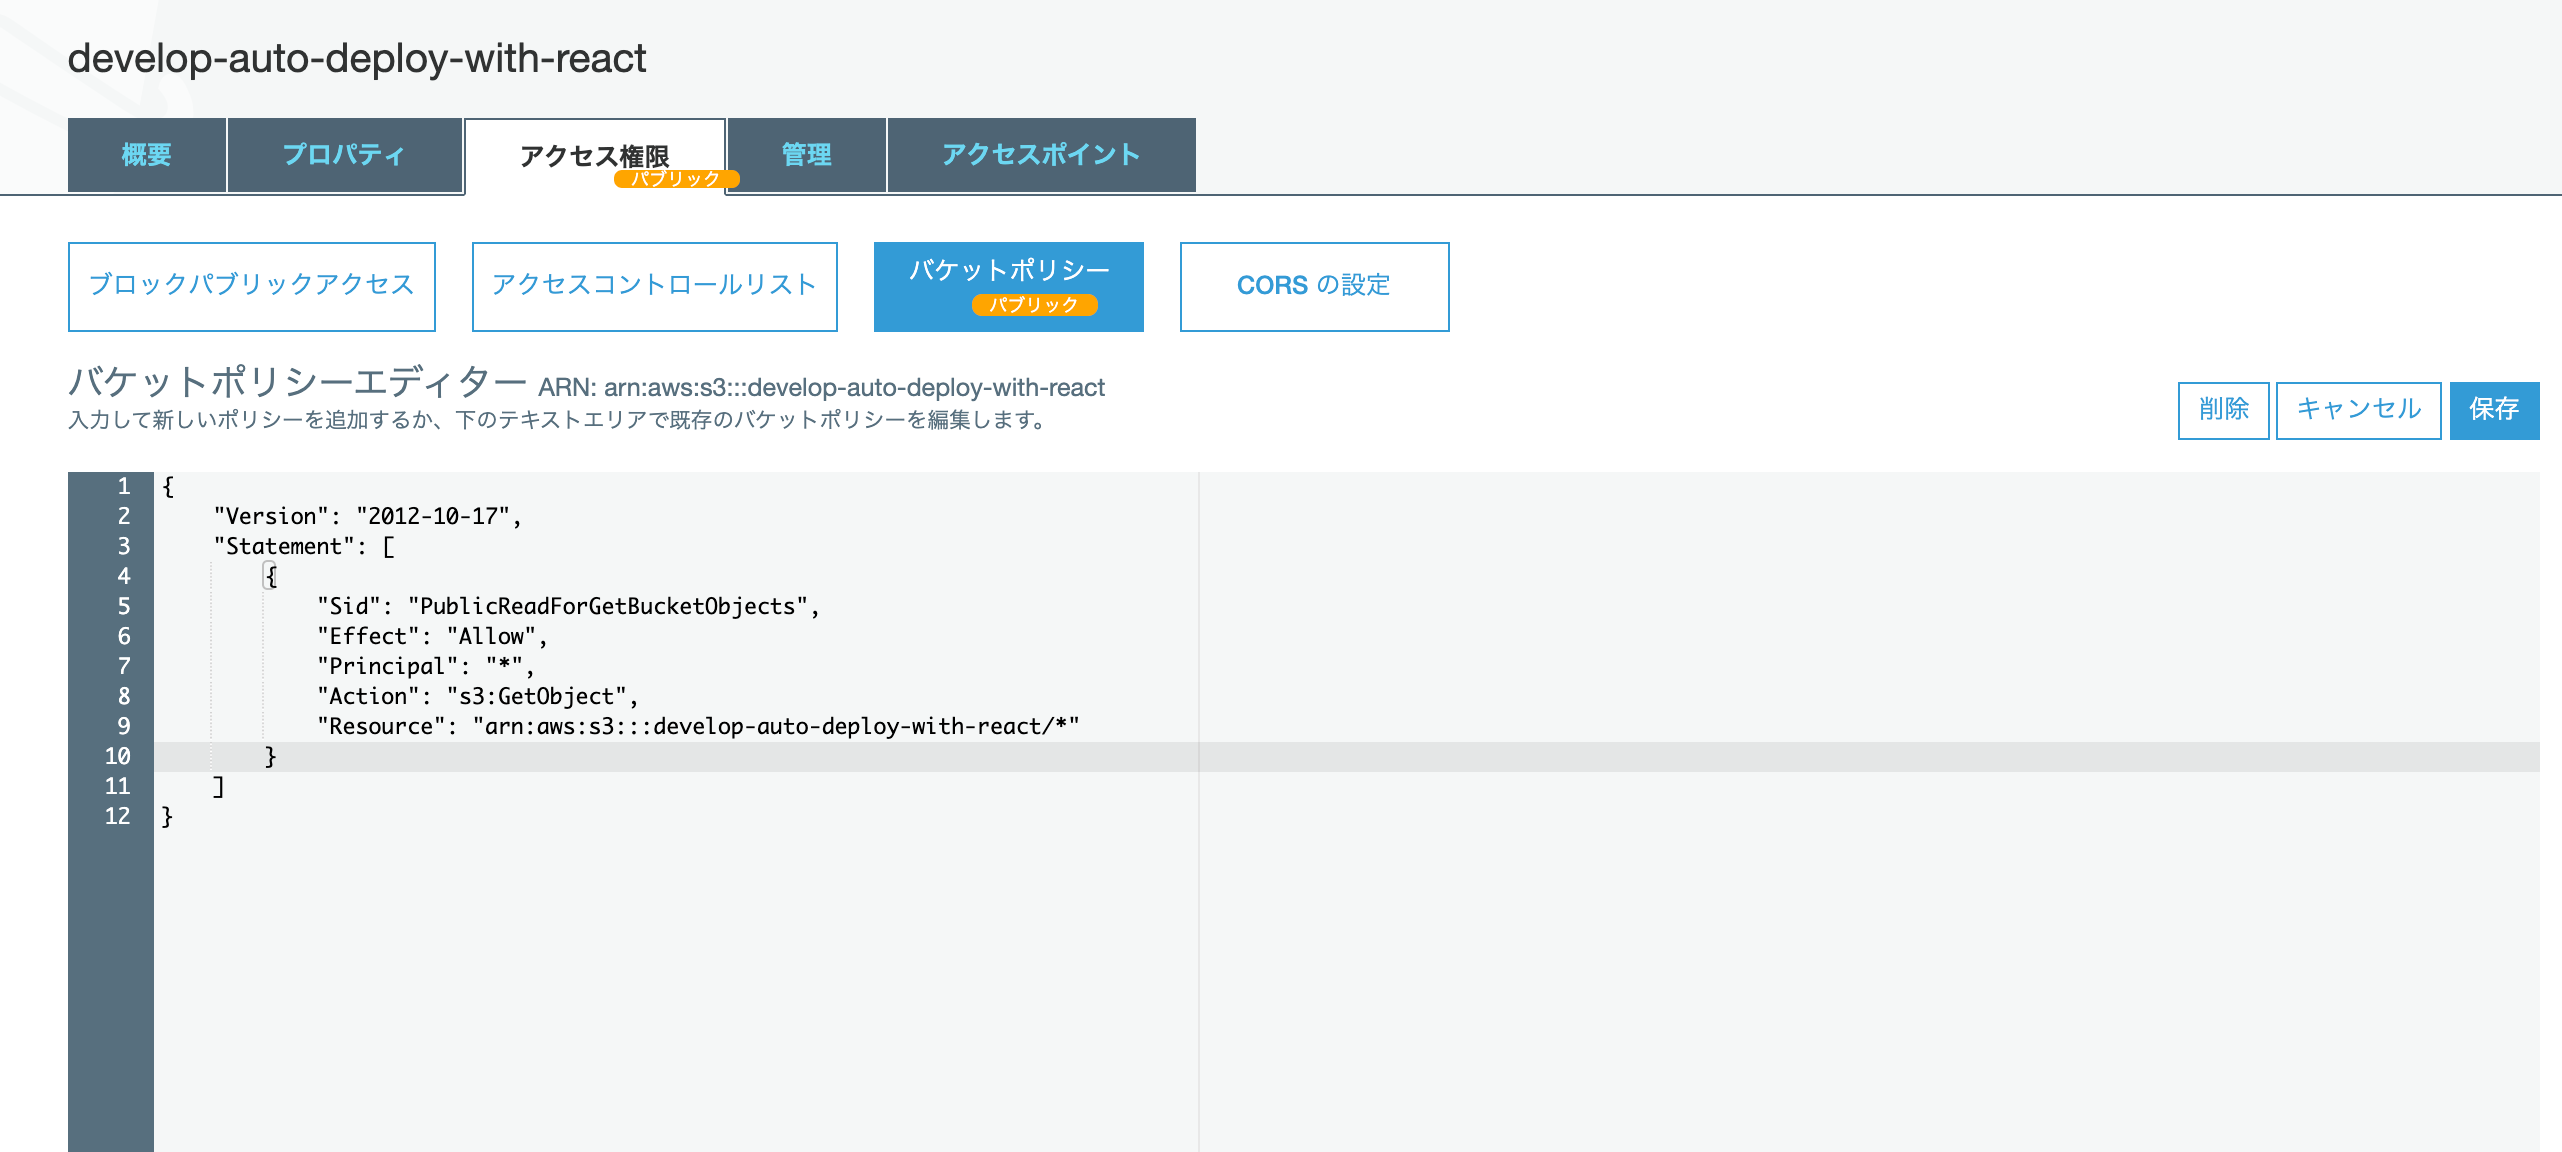 develop-auto-deploy-with-react
概要 プロパティ アクセス権限 管理 アクセスポイント
パブリック
ブロックパブリックアクセス アクセスコントロールリスト バケットポリシー CORS の設定
パブリック
バケットポリシーエディター ARN: arn:aws:s3:::develop-auto-deploy-with-react
入力して新しいポリシーを追加するか、下のテキストエリアで既存のバケットポリシーを編集します。
削除 キャンセル 保存
1 {
2 "Version": "2012-10-17",
3 "Statement": [
4 {
5 "Sid": "PublicReadForGetBucketObjects",
6 "Effect": "Allow",
7 "Principal": "*",
8 "Action": "s3:GetObject",
9 "Resource": "arn:aws:s3:::develop-auto-deploy-with-react/*"
10 }
11 ]
12 }